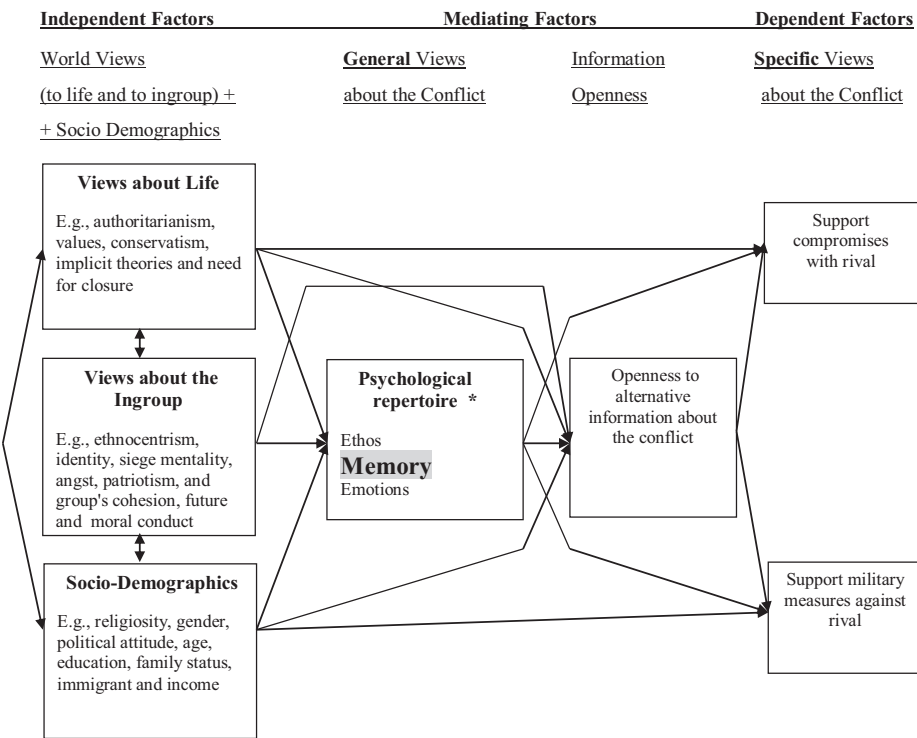 Independent Factors Mediating Factors Dependent Factors
World Views
(to life and to ingroup) +
+ Socio Demographics
General Views
about the Conflict
Information
Openness
Specific Views
about the Conflict
Views about Life
E.g., authoritarianism,
values, conservatism,
implicit theories and need
for closure
Views about the
Ingroup
E.g., ethnocentrism,
identity, siege mentality,
angst, patriotism, and
group's cohesion, future
and moral conduct
Socio-Demographics
E.g., religiosity, gender,
political attitude, age,
education, family status,
immigrant and income
Psychological
repertoire *
Ethos
Memory
Emotions
Openness to
alternative
information about
the conflict
Support
compromises
with rival
Support military
measures against
rival